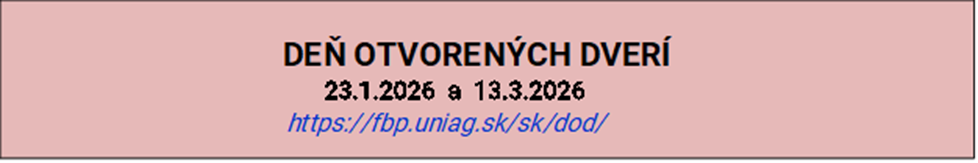 DEŇ OTVORENÝCH DVERÍ
23.1.2026 a 13.3.2026
https://fbp.uniag.sk/sk/dod/